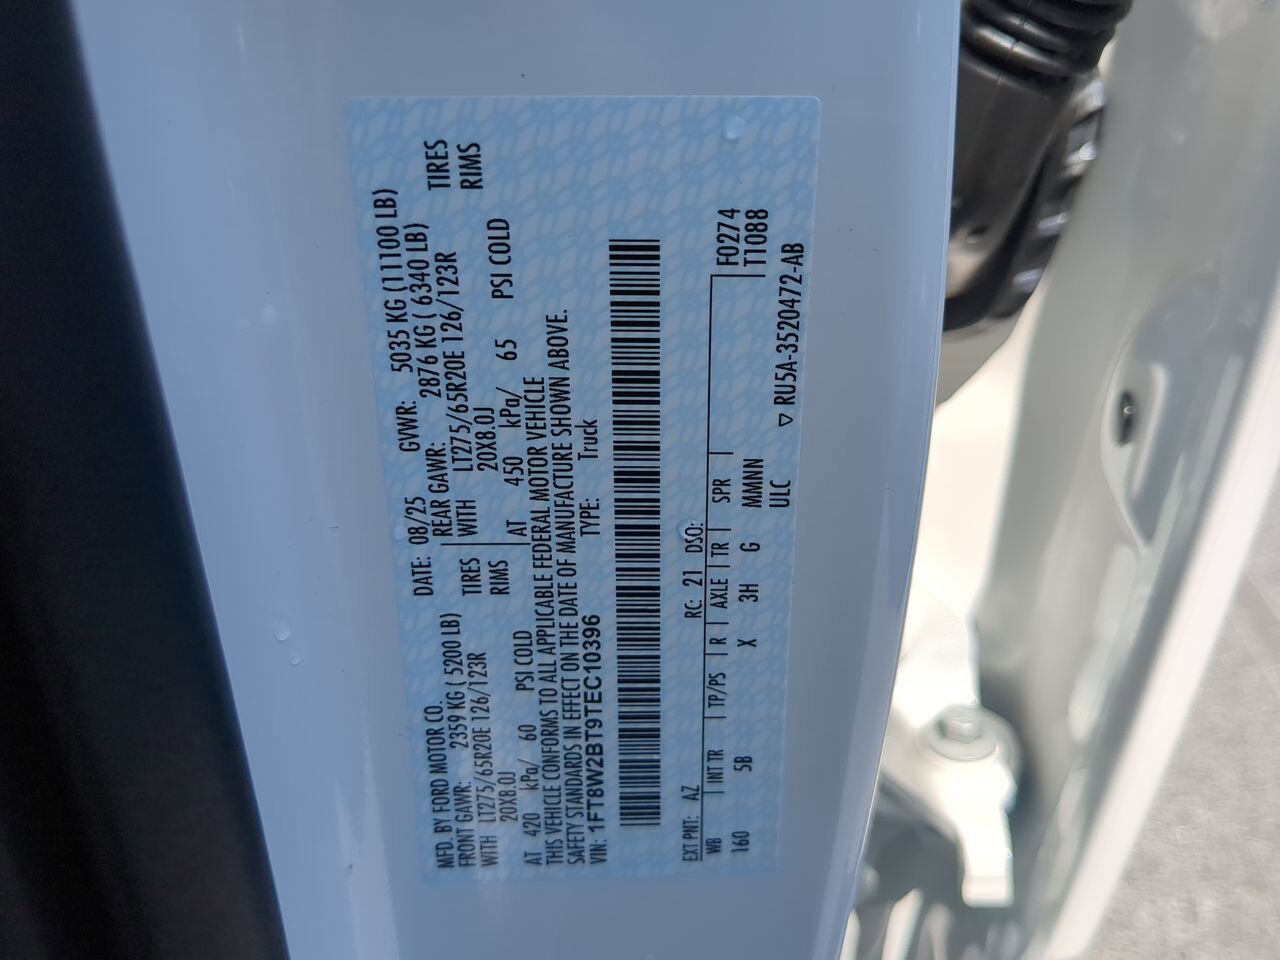 MFD. BY FORD MOTOR CO.
DATE: 08/25 GVWR: 5035 KG (11100 LB)
FRONT GAWR: 2359 KG ( 5200 LB) REAR GAWR: 2876 KG ( 6340 LB)
WITH LT275/65R20E 126/123R TIRES WITH LT275/65R20E 126/123R TIRES
20X8.0J RIMS 20X8.0J RIMS
AT 420 kPa/ 60 PSI COLD AT 450 kPa/ 65 PSI COLD
THIS VEHICLE CONFORMS TO ALL APPLICABLE FEDERAL MOTOR VEHICLE
SAFETY STANDARDS IN EFFECT ON THE DATE OF MANUFACTURE SHOWN ABOVE.
VIN: 1FT8W2BT9TEC10396 TYPE: Truck
EXT PNT: AZ RC: 21 DSO: F0274
WB INT TR TP/PS R AXLE TR SPR T1088
160 5B X 3H G MMMNN
ULC ▽ RU5A-3520472-AB